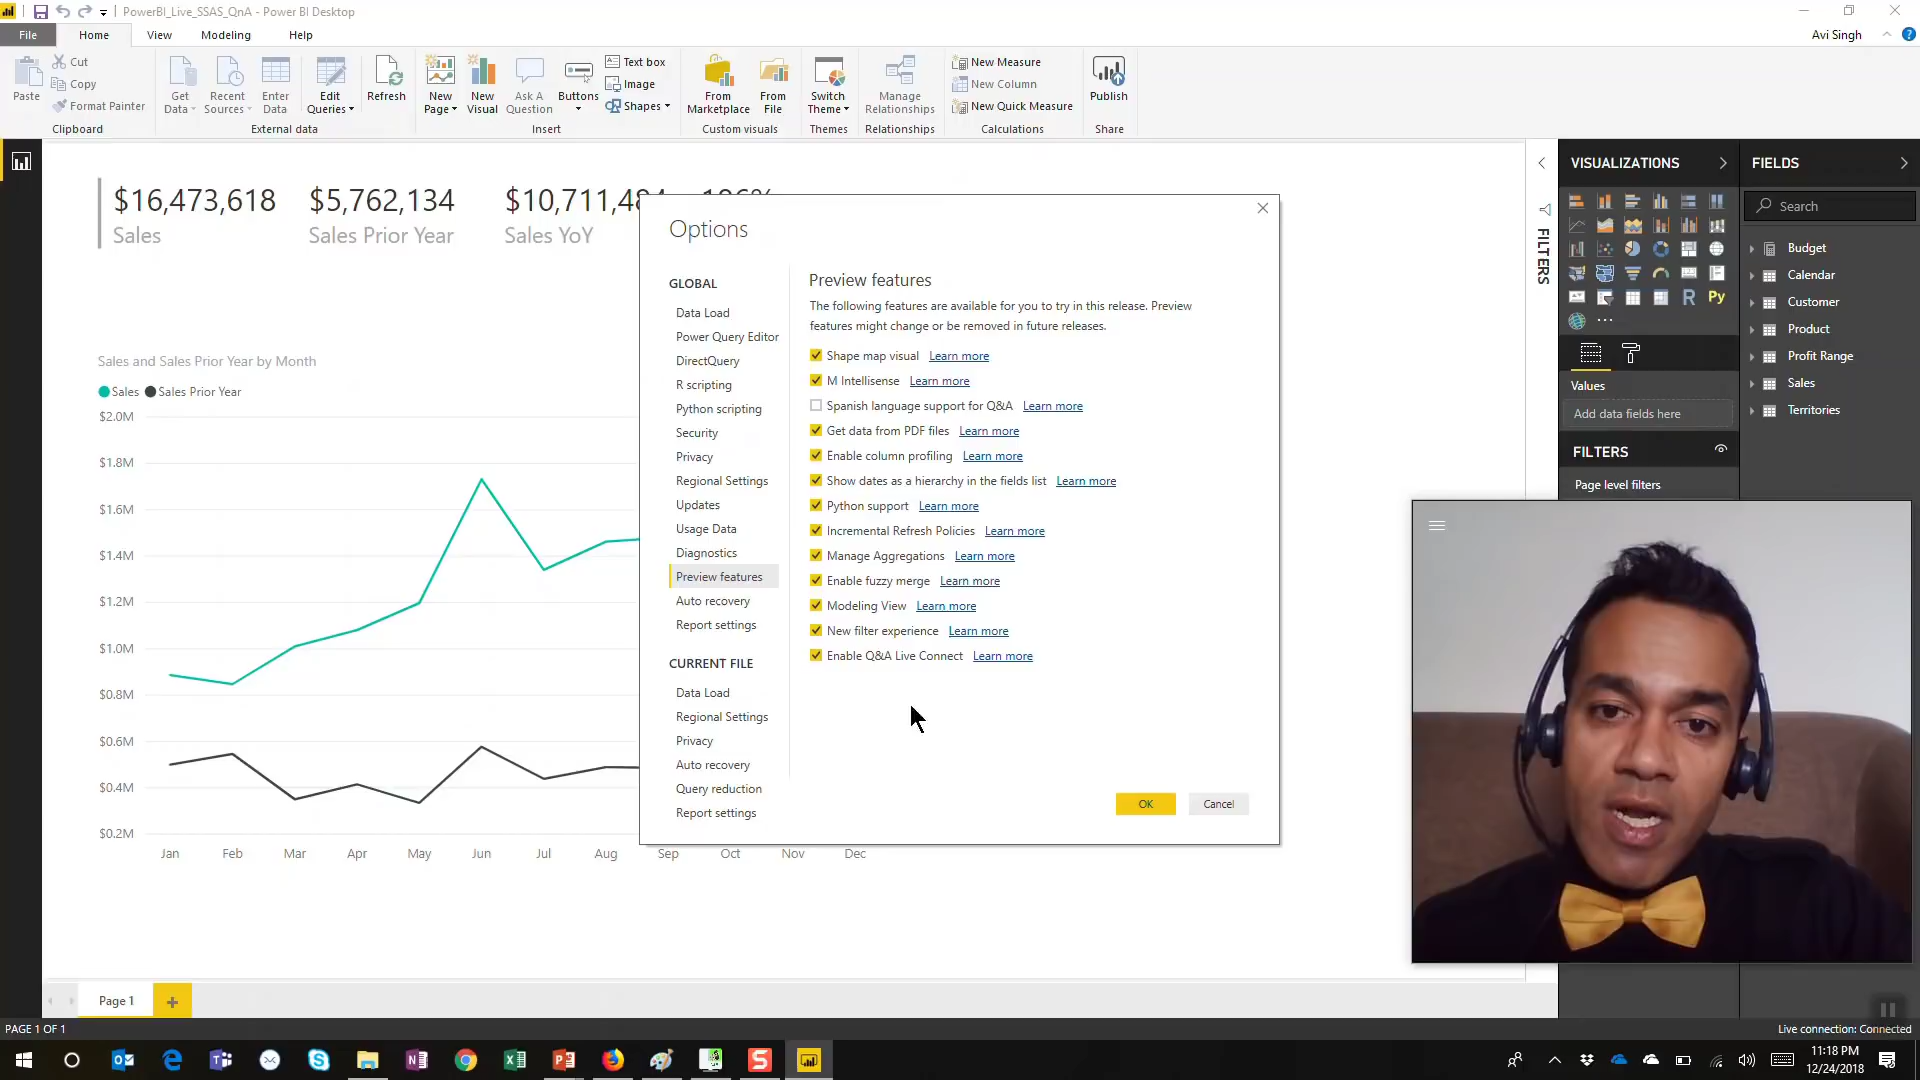 PowerBI_Live_SSAS_QnA - Power BI Desktop
File Home View Modeling Help
Avi Singh
Paste
Cut
Copy
Format Painter
Clipboard
Get Data
Recent Sources
Enter Data
Edit Queries
Refresh
External data
New Page
New Visual
Ask A Question
Buttons
Text box
Image
Shapes
Insert
From Marketplace
From File
Custom visuals
Switch Theme
Themes
Manage Relationships
Relationships
New Measure
New Column
New Quick Measure
Calculations
Publish
Share
$16,473,618
Sales
$5,762,134
Sales Prior Year
Sales YoY
Sales and Sales Prior Year by Month
Sales Sales Prior Year
$2.0M
$1.8M
$1.6M
$1.4M
$1.2M
$1.0M
$0.8M
$0.6M
$0.4M
$0.2M
Jan Feb Mar Apr May Jun Jul Aug Sep Oct Nov Dec
Options
GLOBAL
Data Load
Power Query Editor
DirectQuery
R scripting
Python scripting
Security
Privacy
Regional Settings
Updates
Usage Data
Diagnostics
Preview features
Auto recovery
Report settings
CURRENT FILE
Data Load
Regional Settings
Privacy
Auto recovery
Query reduction
Report settings
Preview features
The following features are available for you to try in this release. Preview
features might change or be removed in future releases.
Shape map visual Learn more
M Intellisense Learn more
Spanish language support for Q&A Learn more
Get data from PDF files Learn more
Enable column profiling Learn more
Show dates as a hierarchy in the fields list Learn more
Python support Learn more
Incremental Refresh Policies Learn more
Manage Aggregations Learn more
Enable fuzzy merge Learn more
Modeling View Learn more
New filter experience Learn more
Enable Q&A Live Connect Learn more
OK Cancel
FILTERS
VISUALIZATIONS
R Py
Values
Add data fields here
FILTERS
Page level filters
FIELDS
Search
Budget
Calendar
Customer
Product
Profit Range
Sales
Territories
Page 1
PAGE 1 OF 1
Live connection: Connected
11:18 PM
12/24/2018